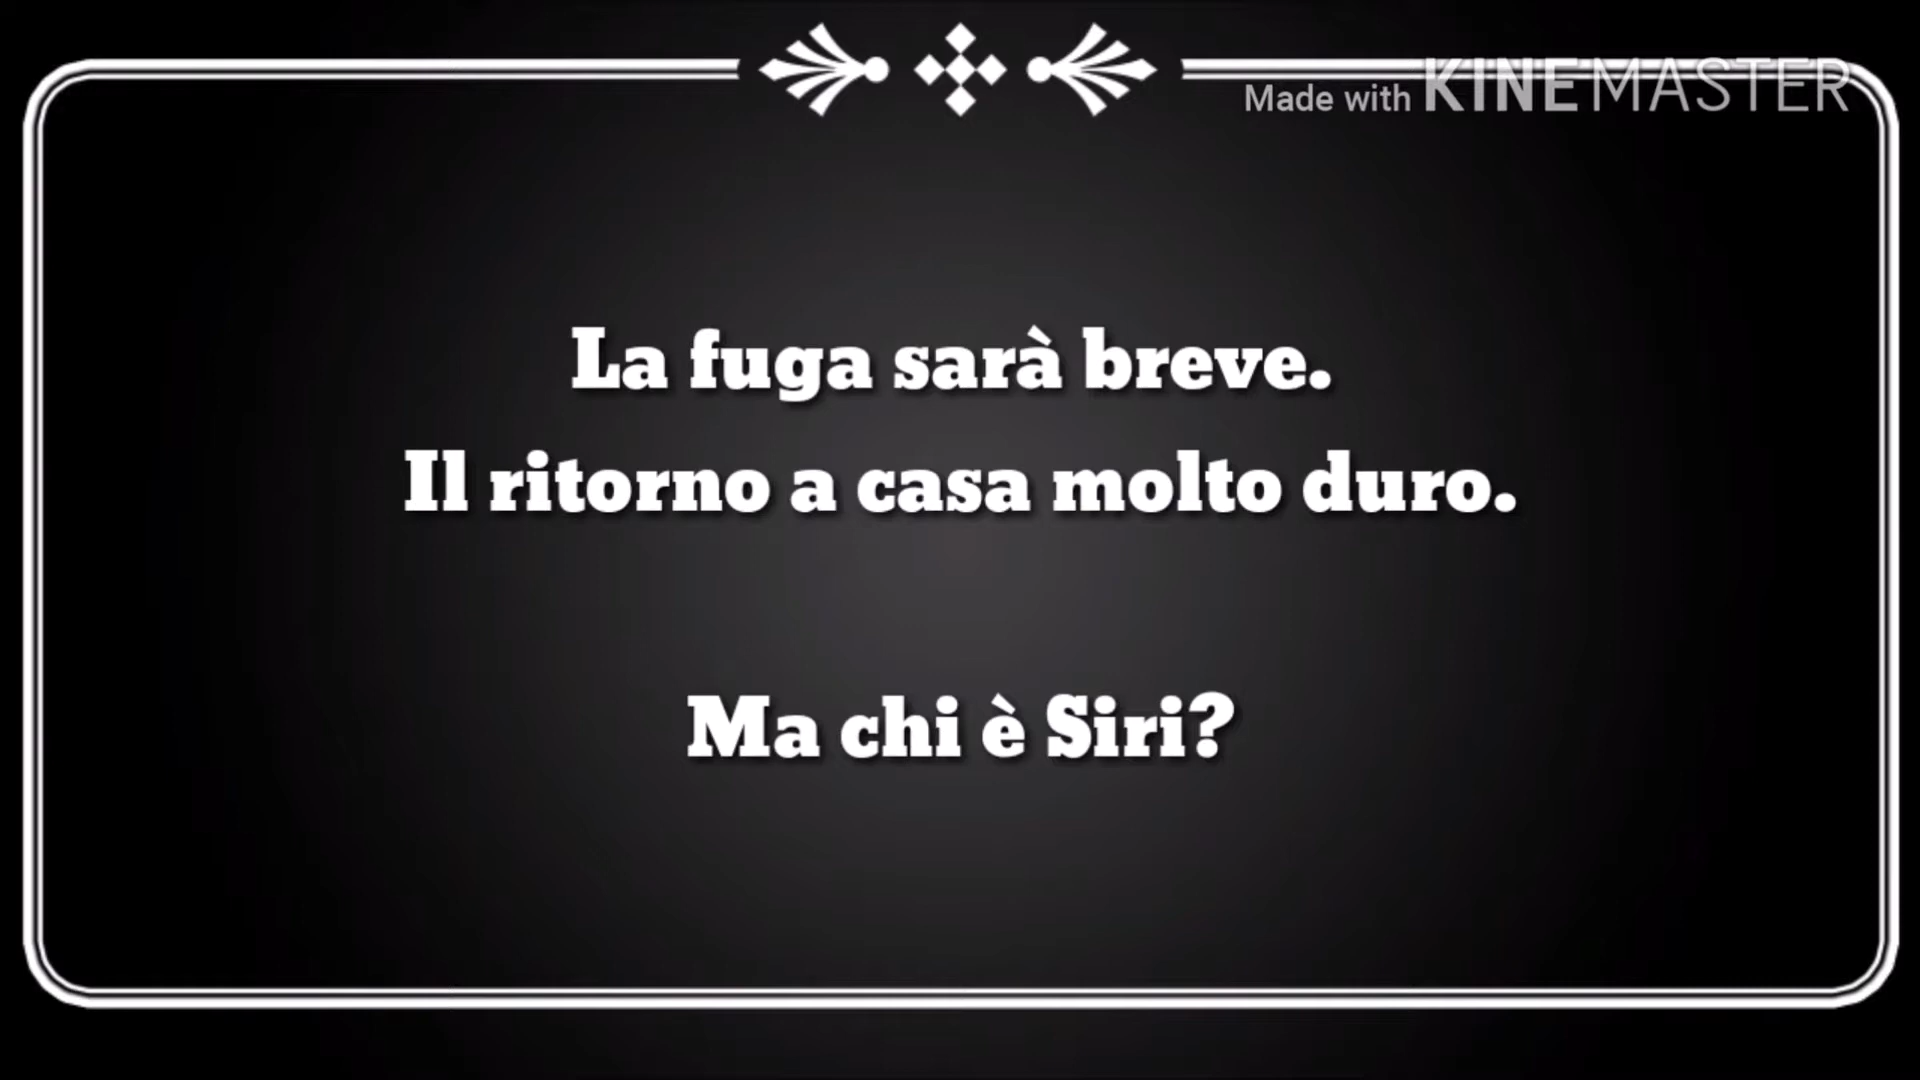 Made with KINEMASTER
La fuga sarà breve.
Il ritorno a casa molto duro.
Ma chi è Siri?